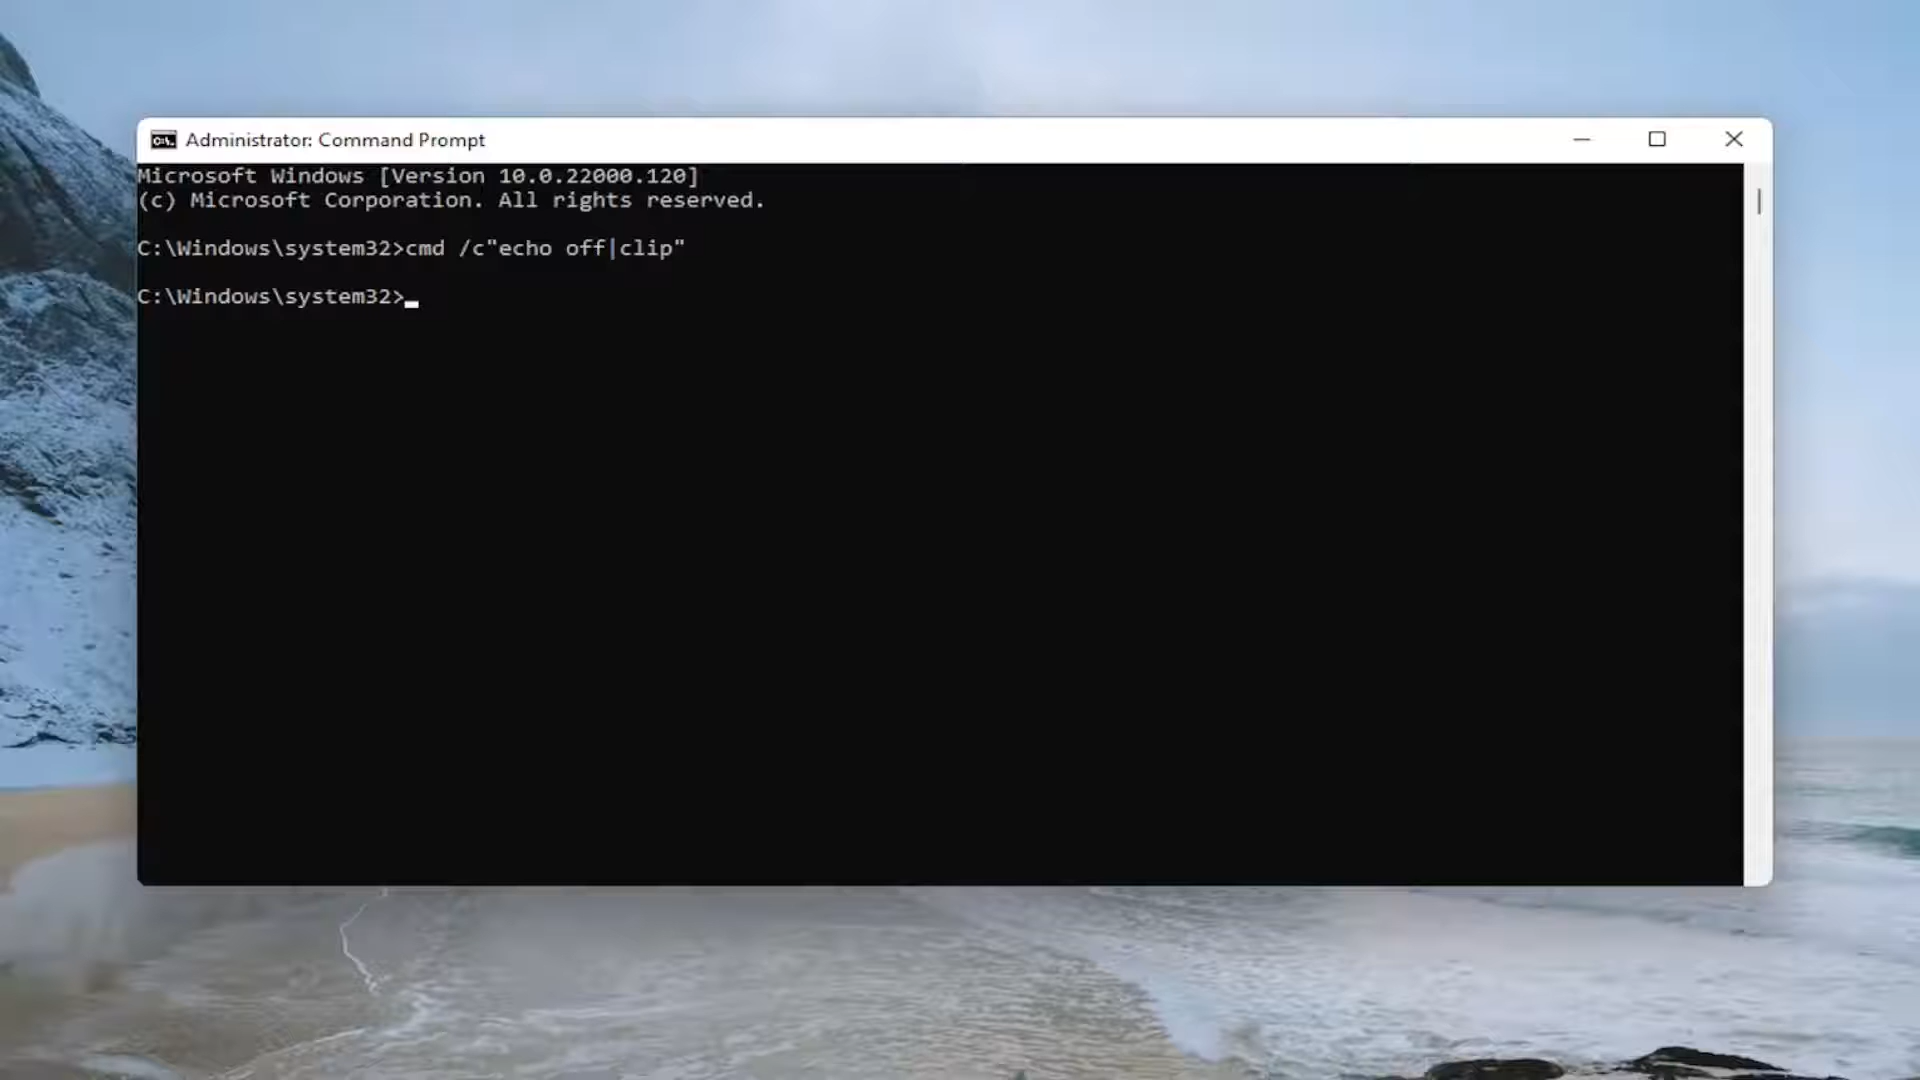 Administrator: Command Prompt
Microsoft Windows [Version 10.0.22000.120]
(c) Microsoft Corporation. All rights reserved.
C:\Windows\system32>cmd /c"echo off|clip"
C:\Windows\system32>